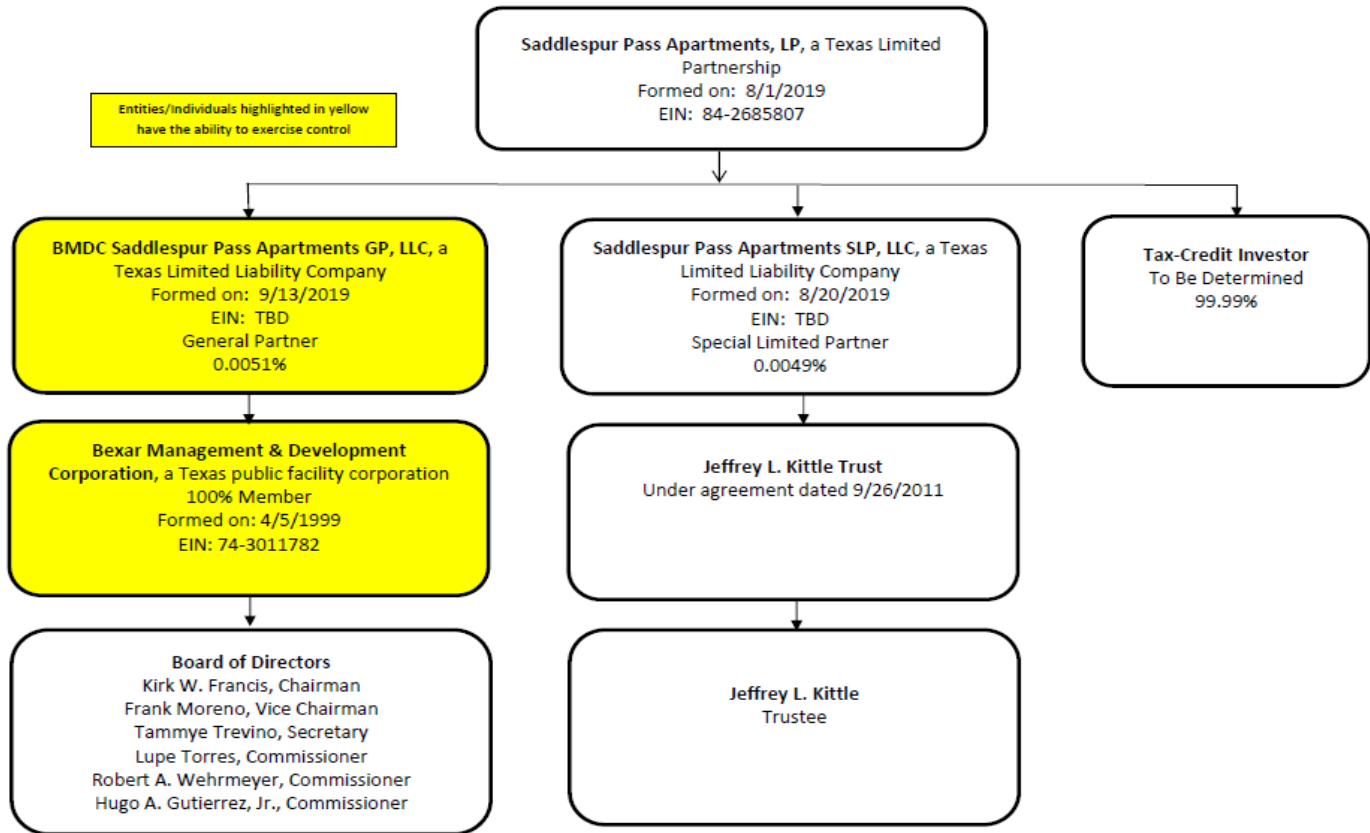 Saddlespur Pass Apartments, LP, a Texas Limited
Partnership
Formed on: 8/1/2019
EIN: 84-2685807
Entities/Individuals highlighted in yellow
have the ability to exercise control
BMDC Saddlespur Pass Apartments GP, LLC, a
Texas Limited Liability Company
Formed on: 9/13/2019
EIN: TBD
General Partner
0.0051%
Saddlespur Pass Apartments SLP, LLC, a Texas
Limited Liability Company
Formed on: 8/20/2019
EIN: TBD
Special Limited Partner
0.0049%
Tax-Credit Investor
To Be Determined
99.99%
Bexar Management & Development
Corporation, a Texas public facility corporation
100% Member
Formed on: 4/5/1999
EIN: 74-3011782
Jeffrey L. Kittle Trust
Under agreement dated 9/26/2011
Board of Directors
Kirk W. Francis, Chairman
Frank Moreno, Vice Chairman
Tammye Trevino, Secretary
Lupe Torres, Commissioner
Robert A. Wehrmeyer, Commissioner
Hugo A. Gutierrez, Jr., Commissioner
Jeffrey L. Kittle
Trustee